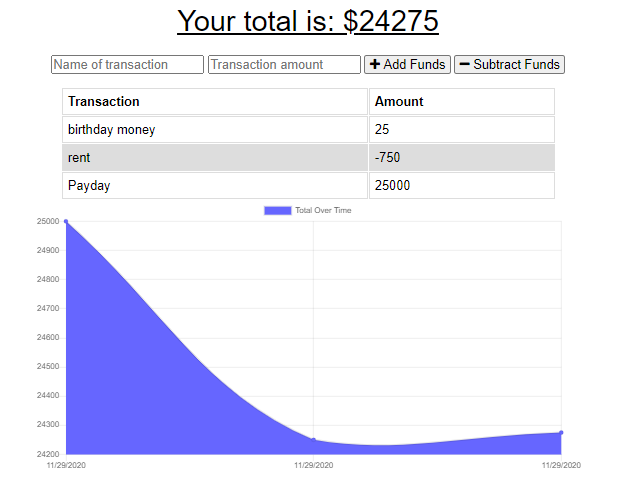 Your total is: $24275
Name of transaction Transaction amount + Add Funds − Subtract Funds
Transaction Amount
birthday money 25
rent -750
Payday 25000
Total Over Time
25000
24900
24800
24700
24600
24500
24400
24300
24200
11/29/2020 11/29/2020 11/29/2020